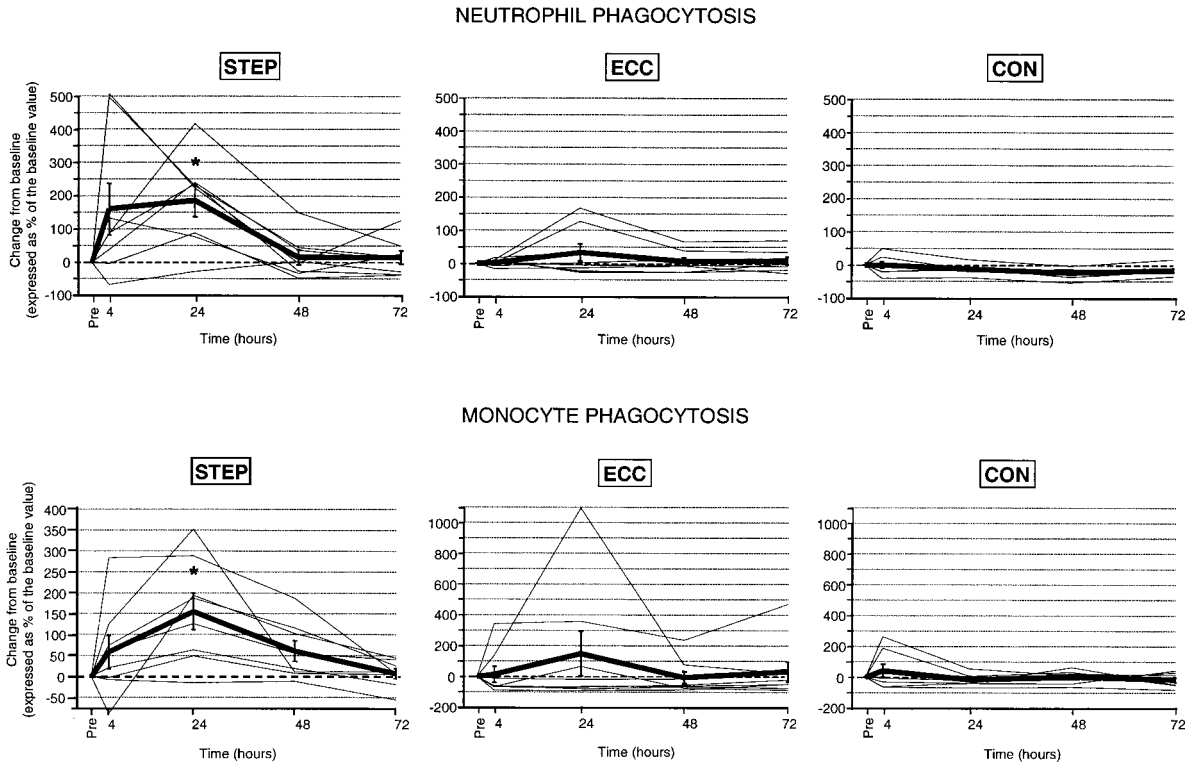 NEUTROPHIL PHAGOCYTOSIS
STEP
ECC
CON
Change from baseline
(expressed as % of the baseline value)
500
400
300
200
100
0
-100
*
Pre 4 24 48 72
Time (hours)
500
400
300
200
100
0
-100
Pre 4 24 48 72
Time (hours)
500
400
300
200
100
0
-100
Pre 4 24 48 72
Time (hours)
MONOCYTE PHAGOCYTOSIS
STEP
ECC
CON
Change from baseline
(expressed as % of the baseline value)
400
350
300
250
200
150
100
50
0
-50
*
Pre 4 24 48 72
Time (hours)
1000
800
600
400
200
0
-200
Pre 4 24 48 72
Time (hours)
1000
800
600
400
200
0
-200
Pre 4 24 48 72
Time (hours)